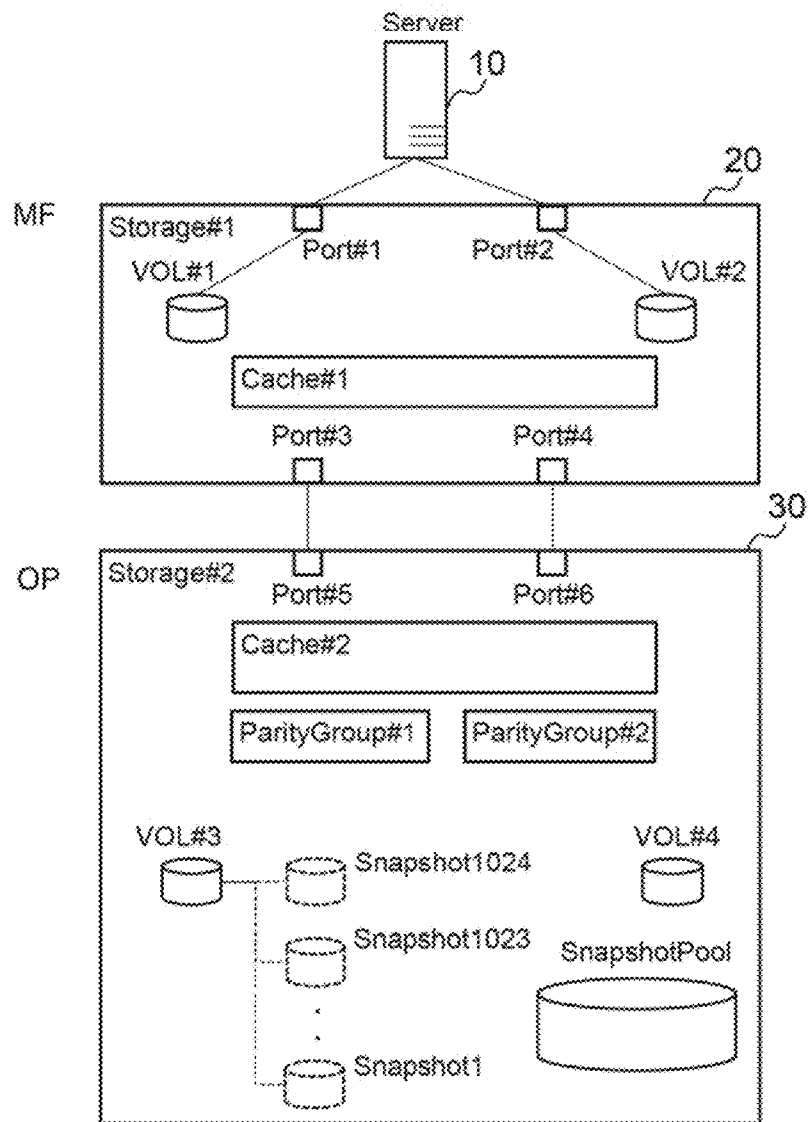 Server
10
20
MF
Storage#1
Port#1
Port#2
VOL#1
VOL#2
Cache#1
Port#3
Port#4
30
OP
Storage#2
Port#5
Port#6
Cache#2
ParityGroup#1
ParityGroup#2
VOL#3
VOL#4
Snapshot1024
Snapshot1023
SnapshotPool
Snapshot1